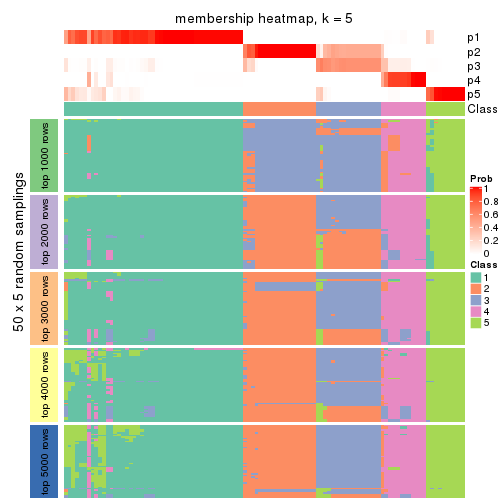 membership heatmap, k = 5
p1
p2
p3
p4
p5
Class
50 x 5 random samplings
top 1000 rows
top 2000 rows
top 3000 rows
top 4000 rows
top 5000 rows
Prob
1
0.8
0.6
0.4
0.2
0
Class
1
2
3
4
5